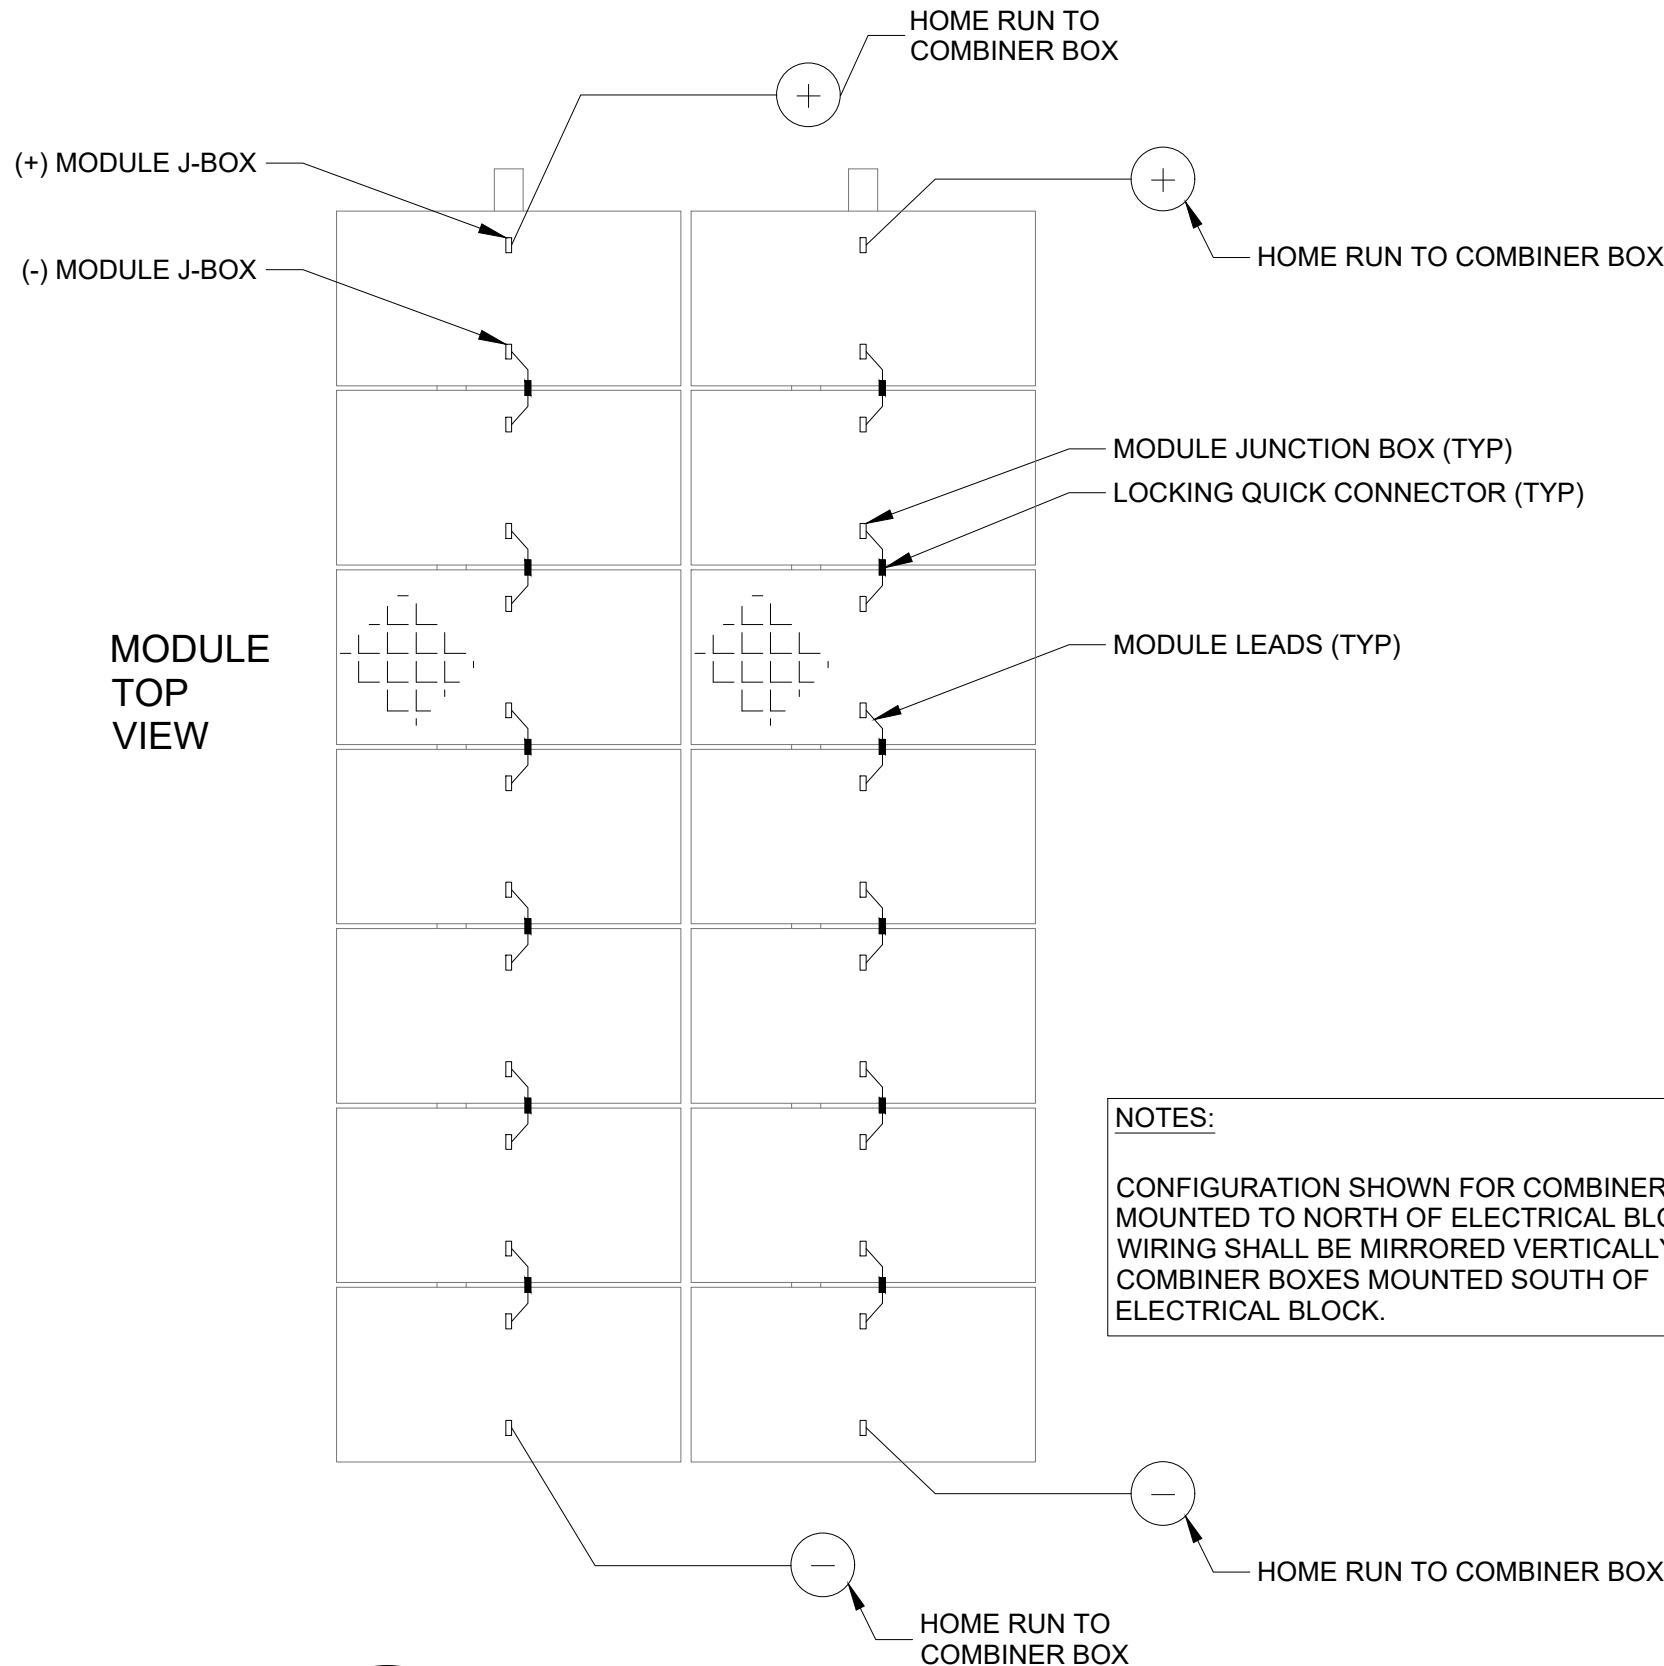 HOME RUN TO
COMBINER BOX
+
(+) MODULE J-BOX
+
HOME RUN TO COMBINER BOX
(-) MODULE J-BOX
MODULE JUNCTION BOX (TYP)
LOCKING QUICK CONNECTOR (TYP)
MODULE LEADS (TYP)
MODULE
TOP
VIEW
NOTES:
CONFIGURATION SHOWN FOR COMBINER
MOUNTED TO NORTH OF ELECTRICAL
WIRING SHALL BE MIRRORED VERTICALLY
COMBINER BOXES MOUNTED SOUTH OF
ELECTRICAL BLOCK.
−
HOME RUN TO COMBINER BOX
−
HOME RUN TO
COMBINER BOX